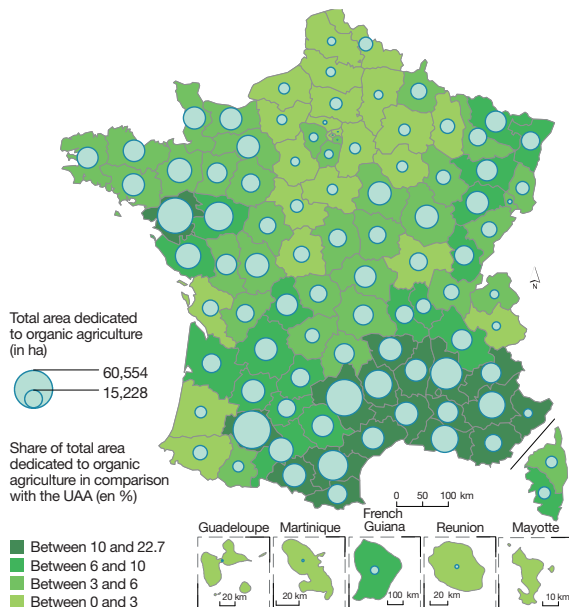 Total area dedicated
to organic agriculture
(in ha)
60,554
15,228
Share of total area
dedicated to organic
agriculture in comparison
with the UAA (en %)
Between 10 and 22.7
Between 6 and 10
Between 3 and 6
Between 0 and 3
N
0 50 100 km
Guadeloupe
20 km
Martinique
20 km
French
Guiana
100 km
Reunion
20 km
Mayotte
10 km